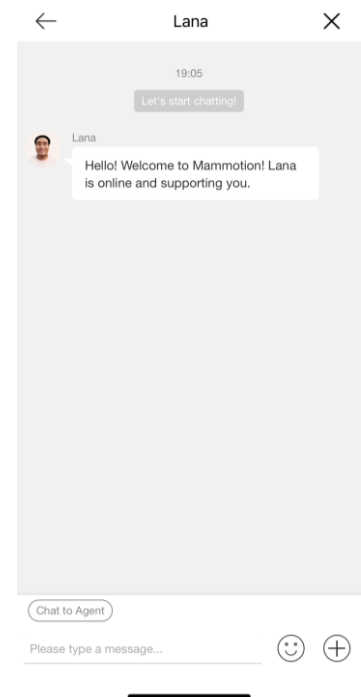 Lana
19:05
Let's start chatting!
Lana
Hello! Welcome to Mammotion! Lana
is online and supporting you.
Chat to Agent
Please type a message...